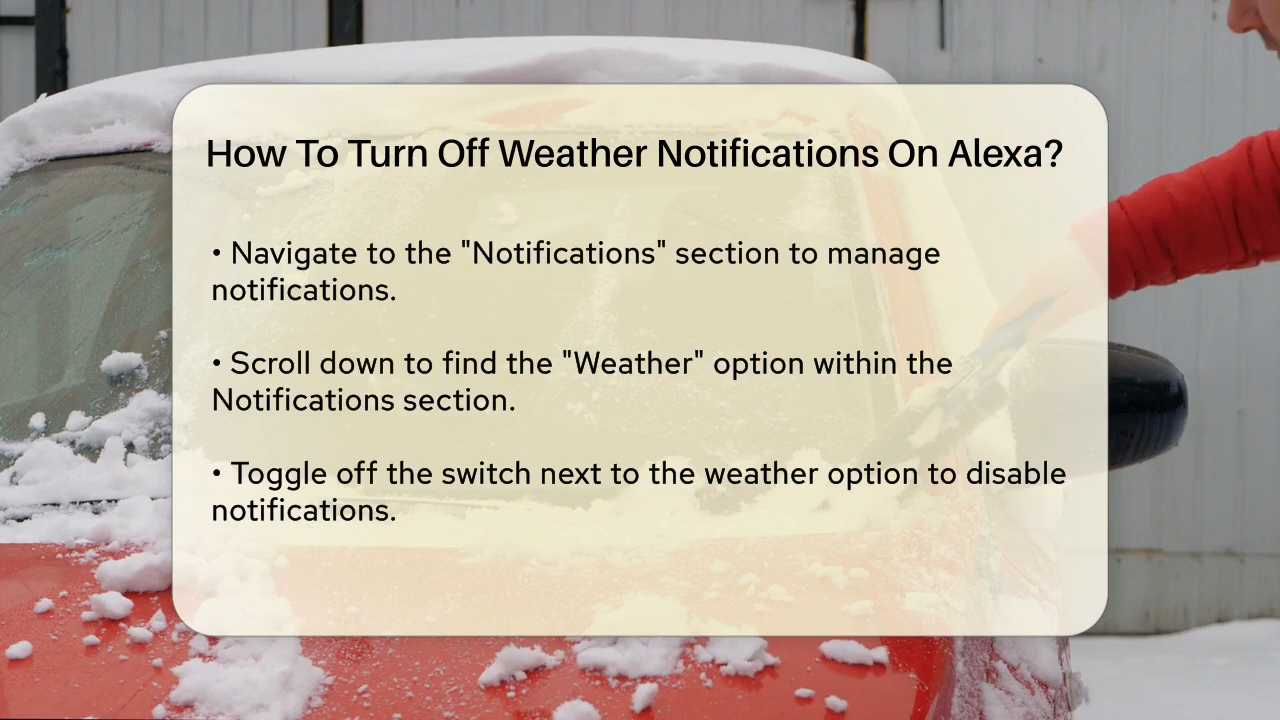 How To Turn Off Weather Notifications On Alexa?
• Navigate to the "Notifications" section to manage
notifications.
• Scroll down to find the "Weather" option within the
Notifications section.
• Toggle off the switch next to the weather option to disable
notifications.